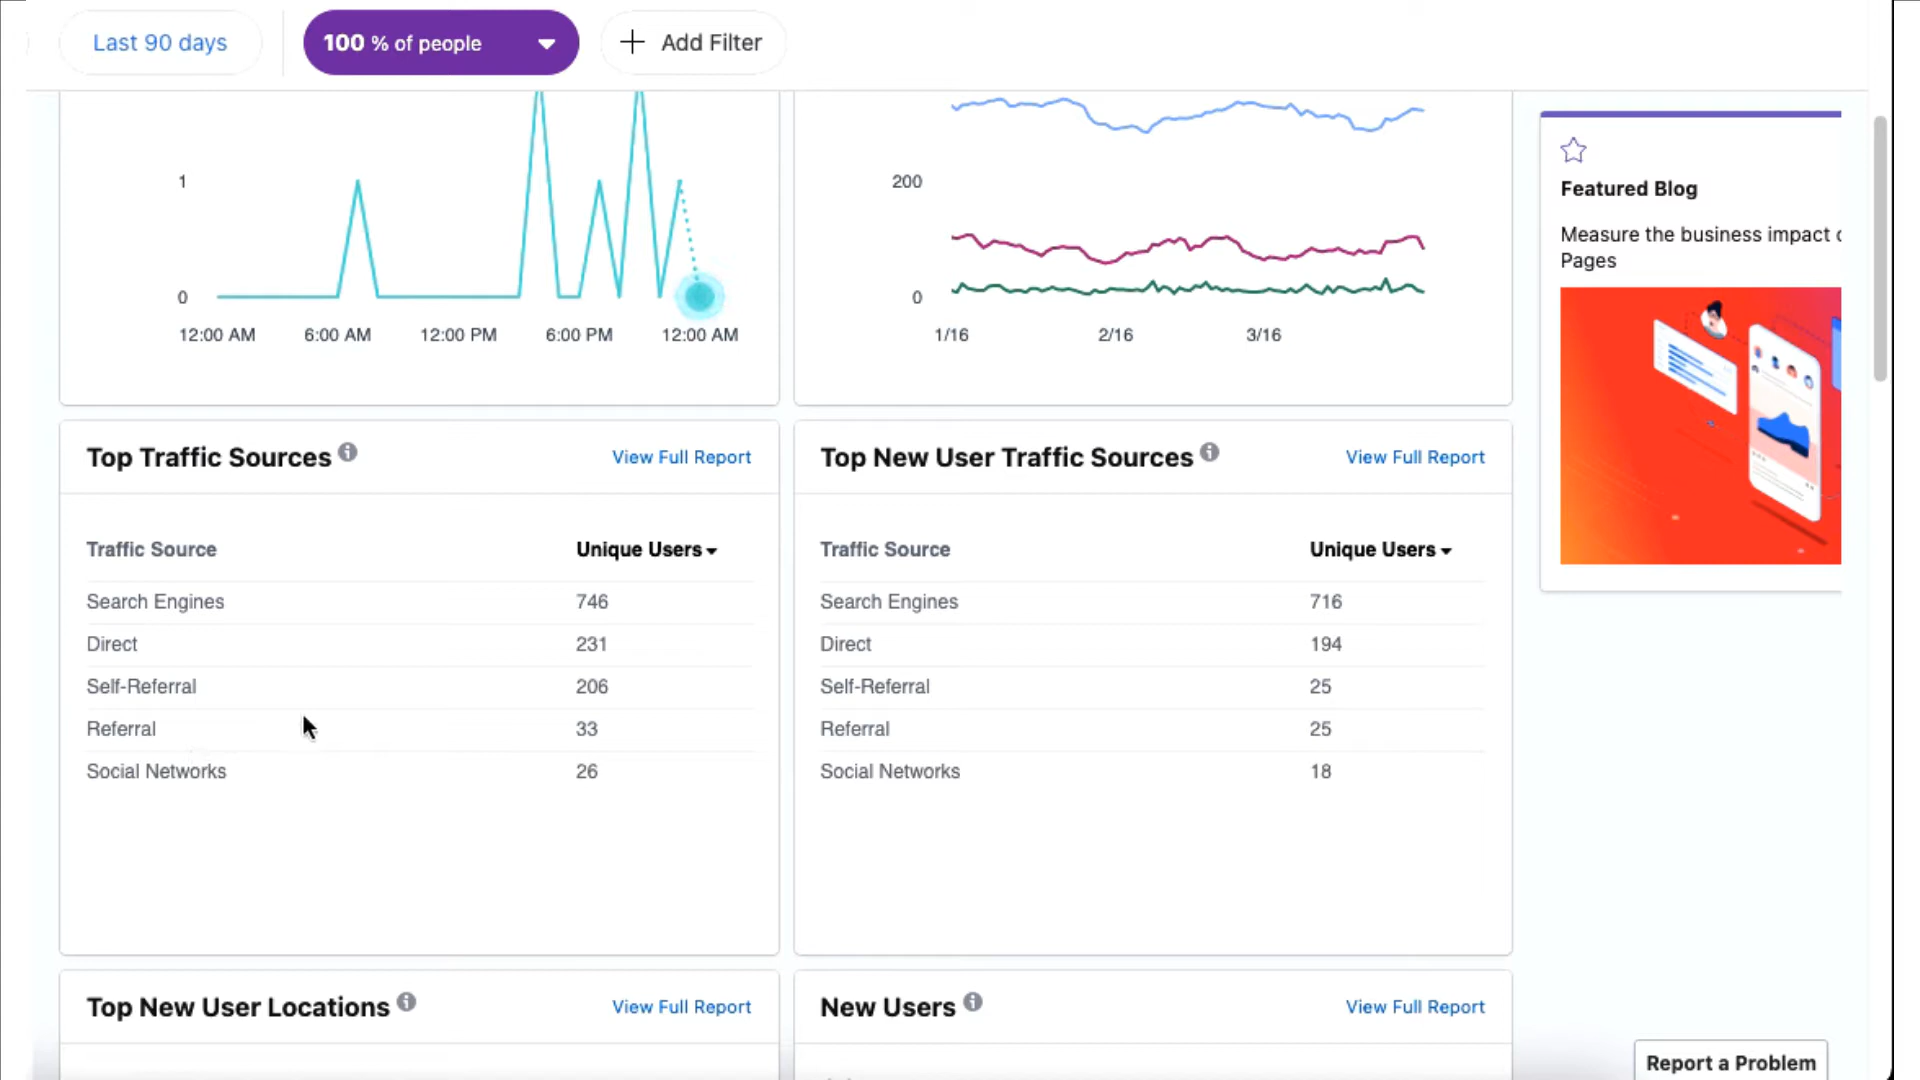 Last 90 days
100 % of people
Add Filter
1
0
12:00 AM 6:00 AM 12:00 PM 6:00 PM 12:00 AM
200
0
1/16 2/16 3/16
Featured Blog
Measure the business impact
Pages
Top Traffic Sources View Full Report
Traffic Source Unique Users
Search Engines 746
Direct 231
Self-Referral 206
Referral 33
Social Networks 26
Top New User Traffic Sources View Full Report
Traffic Source Unique Users
Search Engines 716
Direct 194
Self-Referral 25
Referral 25
Social Networks 18
Top New User Locations View Full Report
New Users View Full Report
Report a Problem